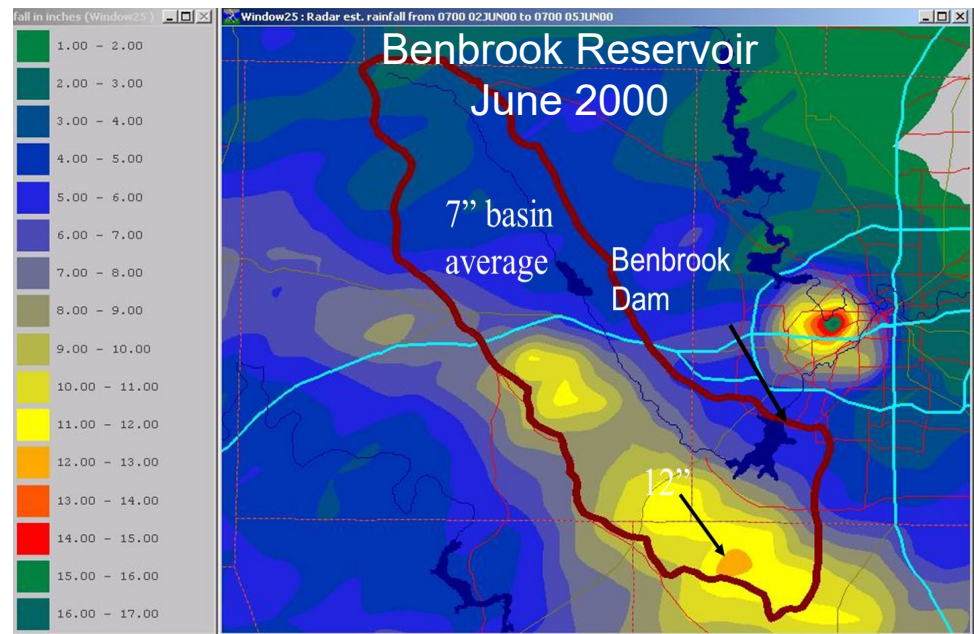 fall in inches (Window25 )
Window25 : Radar est. rainfall from 0700 02JUN00 to 0700 05JUN00
1.00 - 2.00
2.00 - 3.00
3.00 - 4.00
4.00 - 5.00
5.00 - 6.00
6.00 - 7.00
7.00 - 8.00
8.00 - 9.00
9.00 - 10.00
10.00 - 11.00
11.00 - 12.00
12.00 - 13.00
13.00 - 14.00
14.00 - 15.00
15.00 - 16.00
16.00 - 17.00
Benbrook Reservoir
June 2000
7” basin
average
Benbrook
Dam
12”